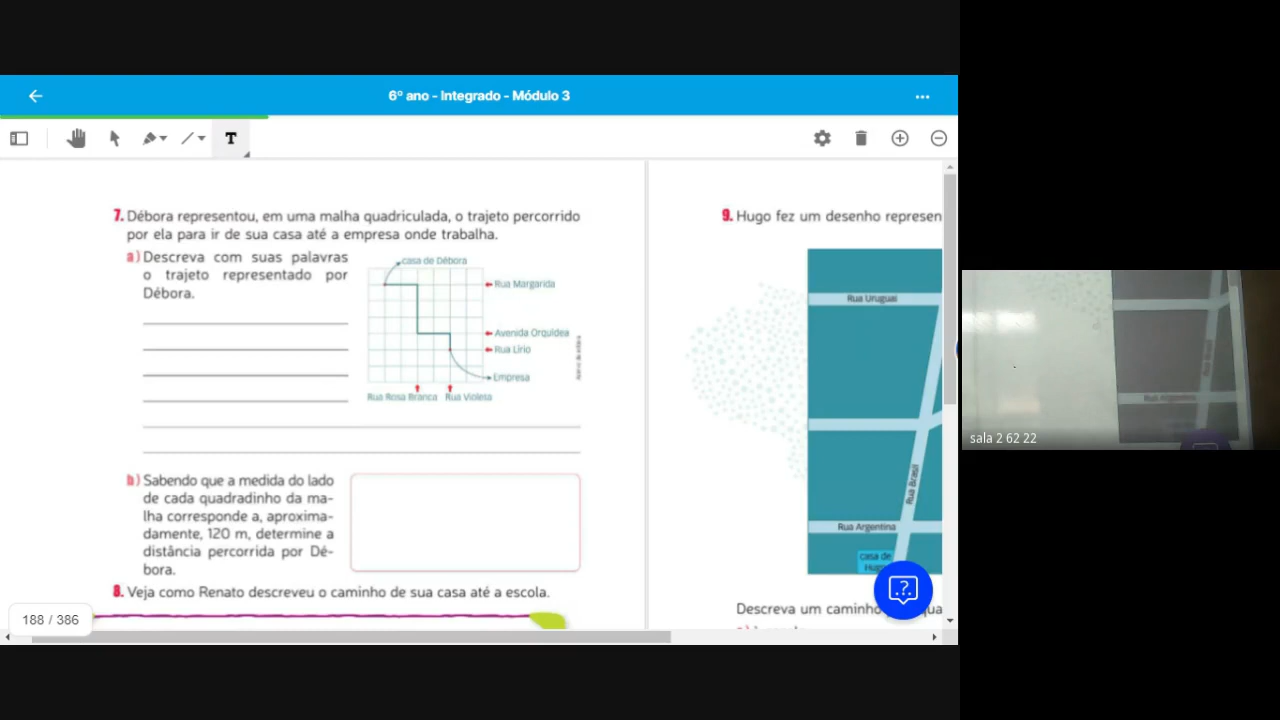 6º ano - Integrado - Módulo 3
T
7. Débora representou, em uma malha quadriculada, o trajeto percorrido
por ela para ir de sua casa até a empresa onde trabalha.
a) Descreva com suas palavras
o trajeto representado por
Débora.
casa de Débora
Rua Margarida
Avenida Orquídea
Rua Lírio
Empresa
Rua Rosa Branca Rua Violeta
b) Sabendo que a medida do lado
de cada quadradinho da ma-
lha corresponde a, aproxima-
damente, 120 m, determine a
distância percorrida por Dé-
bora.
8. Veja como Renato descreveu o caminho de sua casa até a escola.
188 / 386
9. Hugo fez um desenho represen
Rua Uruguai
Rua Brasil
Rua Argentina
casa de
Hugo
Descreva um caminho
sala 2 62 22
Rua Brasil
Rua Argentina